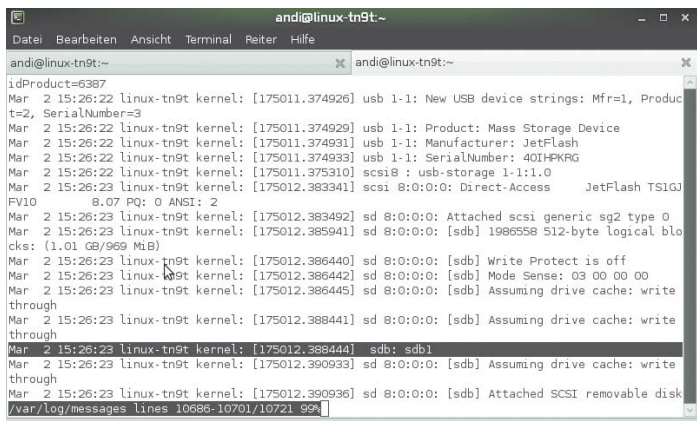 andi@linux-tn9t:~
Datei Bearbeiten Ansicht Terminal Reiter Hilfe
andi@linux-tn9t:~ andi@linux-tn9t:~
idProduct=6387
Mar  2 15:26:22 linux-tn9t kernel: [175011.374926] usb 1-1: New USB device strings: Mfr=1, Produc
t=2, SerialNumber=3
Mar  2 15:26:22 linux-tn9t kernel: [175011.374929] usb 1-1: Product: Mass Storage Device
Mar  2 15:26:22 linux-tn9t kernel: [175011.374931] usb 1-1: Manufacturer: JetFlash
Mar  2 15:26:22 linux-tn9t kernel: [175011.374933] usb 1-1: SerialNumber: 40IHPKRG
Mar  2 15:26:22 linux-tn9t kernel: [175011.375310] scsi8 : usb-storage 1-1:1.0
Mar  2 15:26:23 linux-tn9t kernel: [175012.383341] scsi 8:0:0:0: Direct-Access     JetFlash TS1GJ
FV10        8.07 PQ: 0 ANSI: 2
Mar  2 15:26:23 linux-tn9t kernel: [175012.383492] sd 8:0:0:0: Attached scsi generic sg2 type 0
Mar  2 15:26:23 linux-tn9t kernel: [175012.385941] sd 8:0:0:0: [sdb] 1986558 512-byte logical blo
cks: (1.01 GB/969 MiB)
Mar  2 15:26:23 linux-tn9t kernel: [175012.386440] sd 8:0:0:0: [sdb] Write Protect is off
Mar  2 15:26:23 linux-tn9t kernel: [175012.386442] sd 8:0:0:0: [sdb] Mode Sense: 03 00 00 00
Mar  2 15:26:23 linux-tn9t kernel: [175012.386445] sd 8:0:0:0: [sdb] Assuming drive cache: write
through
Mar  2 15:26:23 linux-tn9t kernel: [175012.388441] sd 8:0:0:0: [sdb] Assuming drive cache: write
through
Mar  2 15:26:23 linux-tn9t kernel: [175012.388444]  sdb: sdb1
Mar  2 15:26:23 linux-tn9t kernel: [175012.390933] sd 8:0:0:0: [sdb] Assuming drive cache: write
through
Mar  2 15:26:23 linux-tn9t kernel: [175012.390936] sd 8:0:0:0: [sdb] Attached SCSI removable disk
/var/log/messages lines 10686-10701/10721 99%